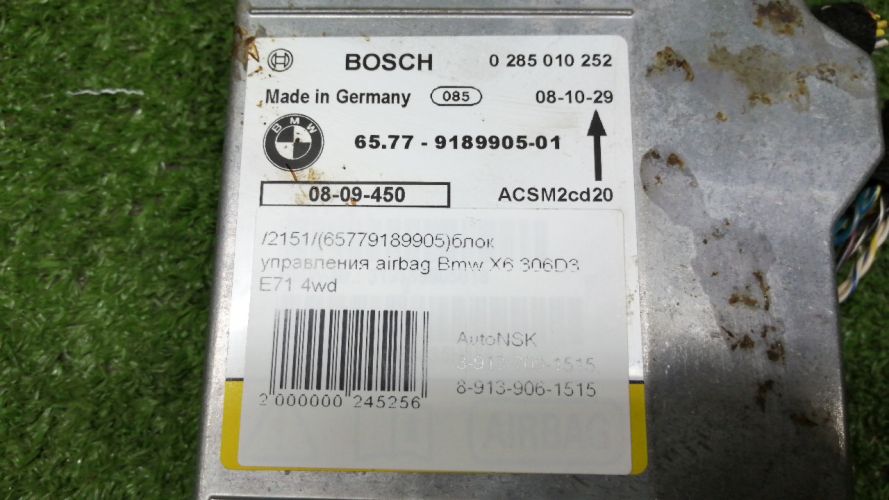 BOSCH 0 285 010 252
Made in Germany 085 08-10-29
BMW 65.77 - 9189905-01
08-09-450 ACSM2cd20
/2151/(65779189905)блок
управления airbag Bmw X6 306D3
E71 4wd
AutoNSK
8-913-906-1515
2 000000 245256
AIRBAG